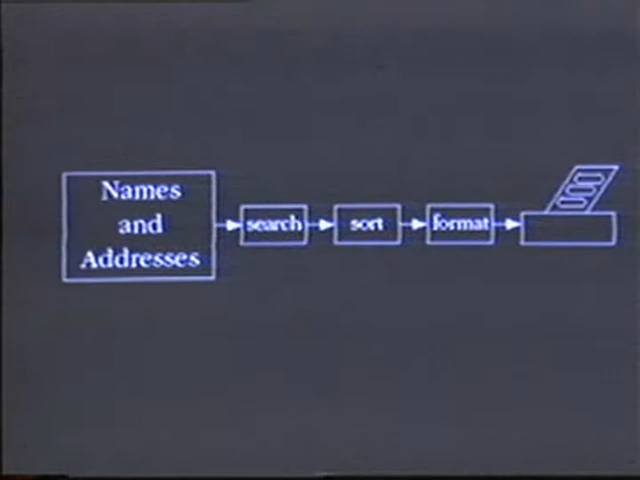 Names
and
Addresses
search
sort
format